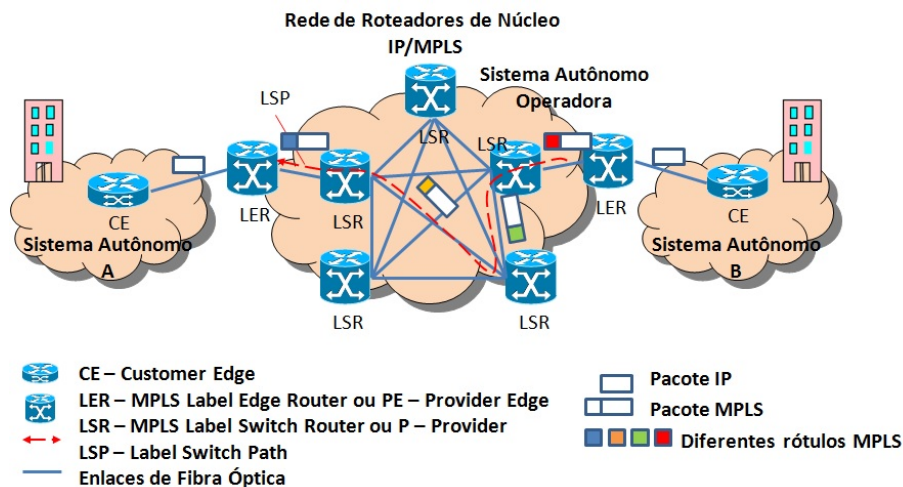 Rede de Roteadores de Núcleo
IP/MPLS
Sistema Autônomo
Operadora
LSP
LSR
LSR
LER
LSR
LER
CE
CE
Sistema Autônomo
A
Sistema Autônomo
B
LSR
LSR
CE – Customer Edge
LER – MPLS Label Edge Router ou PE – Provider Edge
LSR – MPLS Label Switch Router ou P – Provider
LSP – Label Switch Path
Enlaces de Fibra Óptica
Pacote IP
Pacote MPLS
Diferentes rótulos MPLS